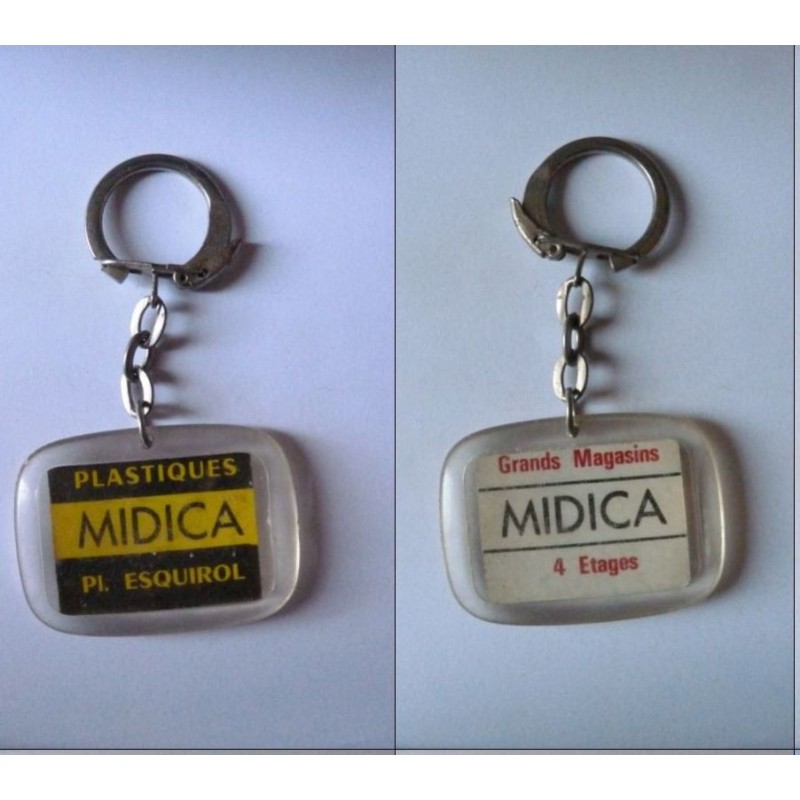 PLASTIQUES
MIDICA
Pl. ESQUIROL
Grands Magasins
MIDICA
4 Etages